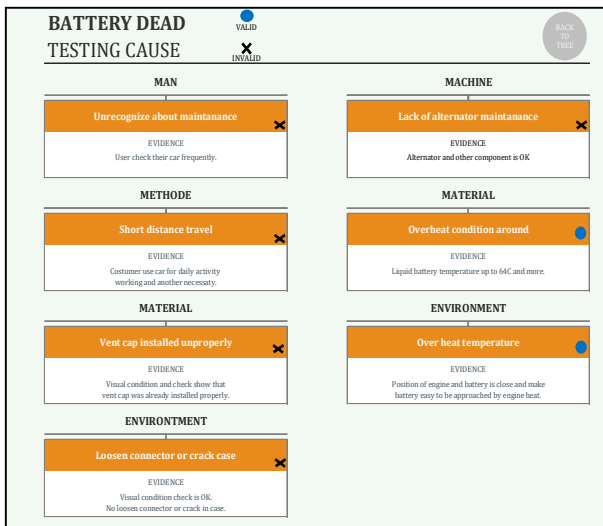 BATTERY DEAD
TESTING CAUSE
VALID
INVALID
BACK
TO
TREE
MAN
Unrecognize about maintanance
EVIDENCE
User check their car frequently.
MACHINE
Lack of alternator maintanance
EVIDENCE
Alternator and other component is OK
METHODE
Short distance travel
EVIDENCE
Costumer use car for daily activity
working and another necessaty.
MATERIAL
Overheat condition around
EVIDENCE
Liquid battery temperature up to 64C and more.
MATERIAL
Vent cap installed unproperly
EVIDENCE
Visual condition and check show that
vent cap was already installed properly.
ENVIRONMENT
Over heat temperature
EVIDENCE
Position of engine and battery is close and make
battery easy to be approached by engine heat.
ENVIRONTMENT
Loosen connector or crack case
EVIDENCE
Visual condition check is OK.
No loosen connector or crack in case.